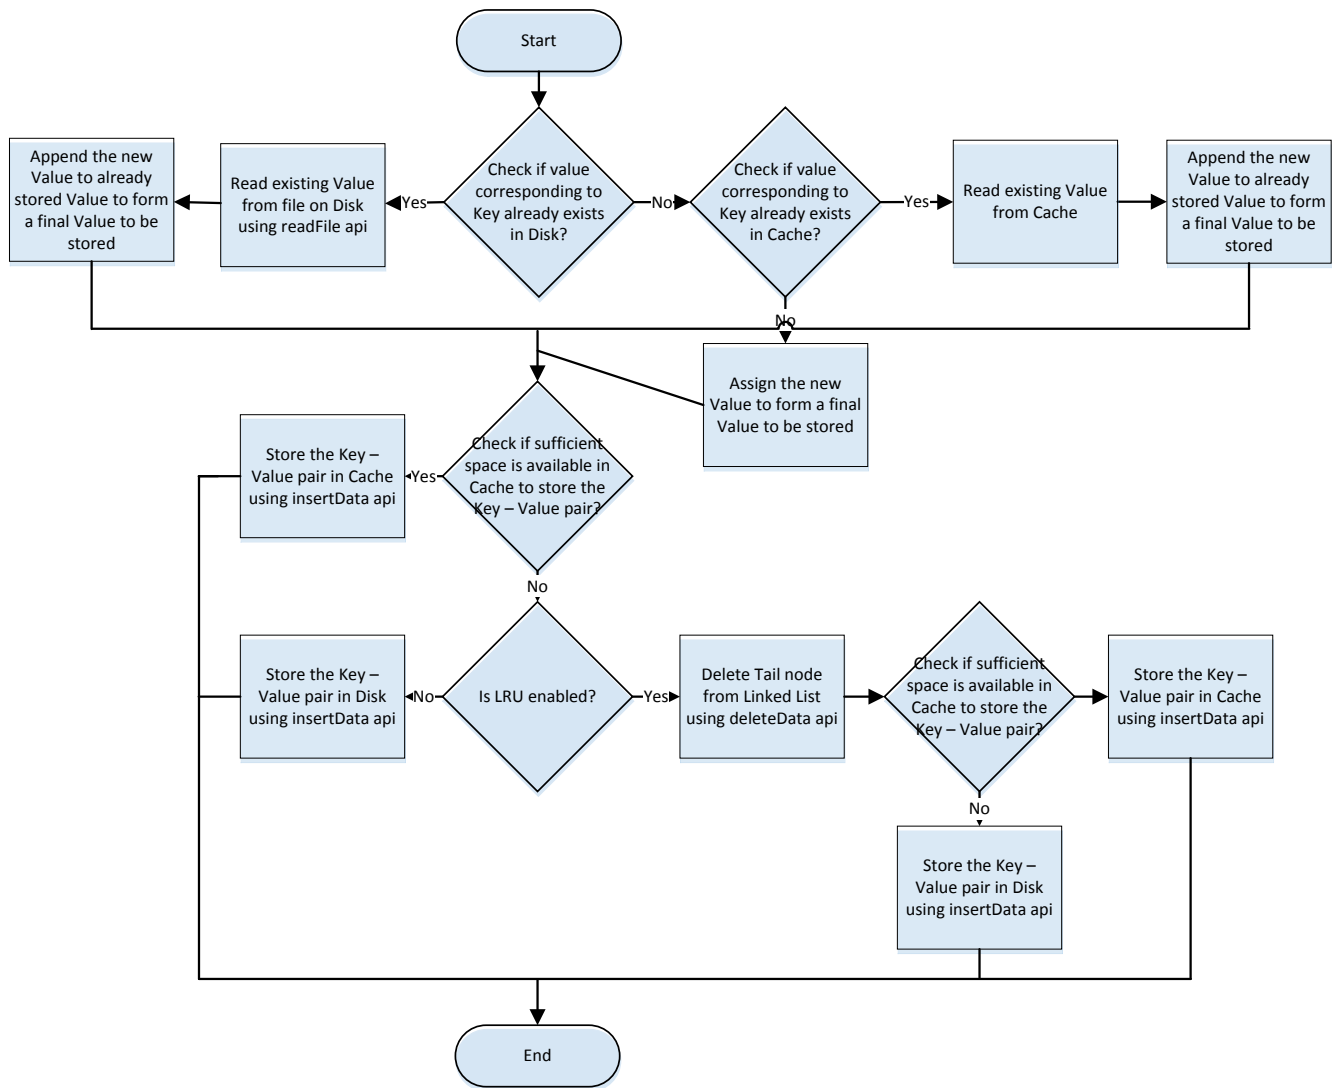 Start
Append the new
Value to already
stored Value to form
a final Value to be
stored
Read existing Value
from file on Disk
using readFile api
Yes
Check if value
corresponding to
Key already exists
in Disk?
No
Check if value
corresponding to
Key already exists
in Cache?
Yes
Read existing Value
from Cache
Append the new
Value to already
stored Value to form
a final Value to be
stored
No
Assign the new
Value to form a final
Value to be stored
Store the Key –
Value pair in Cache
using insertData api
Yes
Check if sufficient
space is available in
Cache to store the
Key – Value pair?
No
Store the Key –
Value pair in Disk
using insertData api
No
Is LRU enabled?
Yes
Delete Tail node
from Linked List
using deleteData api
Check if sufficient
space is available in
Cache to store the
Key – Value pair?
Store the Key –
Value pair in Cache
using insertData api
No
Store the Key –
Value pair in Disk
using insertData api
End